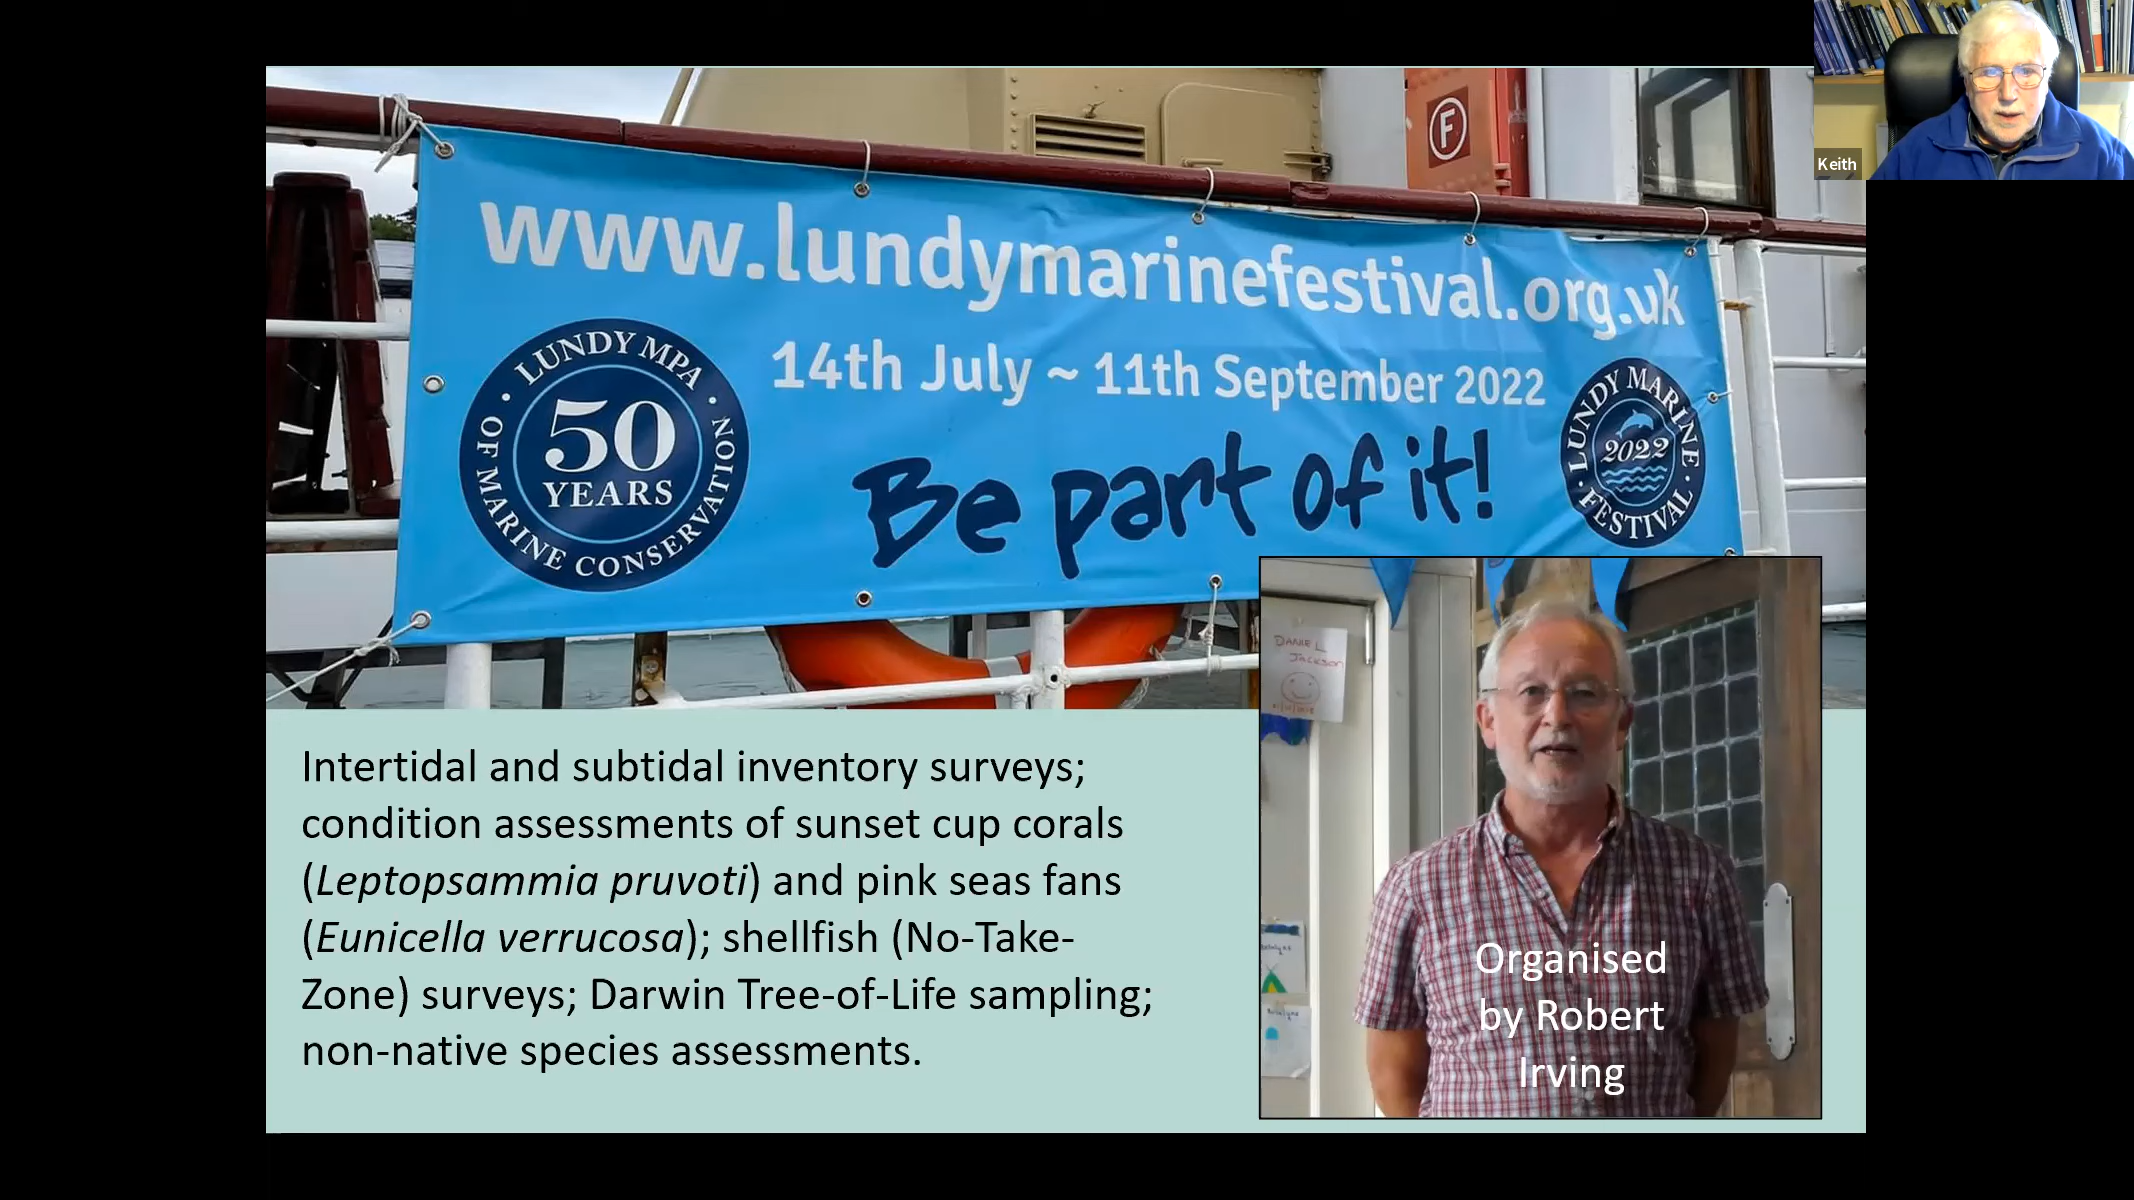 Keith
F
www.lundymarinefestival.org.uk
14th July ~ 11th September 2022
Be part of it!
LUNDY MPA
50
YEARS
OF MARINE CONSERVATION
LUNDY MARINE
2022
FESTIVAL
DANIEL
Jackson
Intertidal and subtidal inventory surveys;
condition assessments of sunset cup corals
(Leptopsammia pruvoti) and pink seas fans
(Eunicella verrucosa); shellfish (No-Take-
Zone) surveys; Darwin Tree-of-Life sampling;
non-native species assessments.
Organised
by Robert
Irving